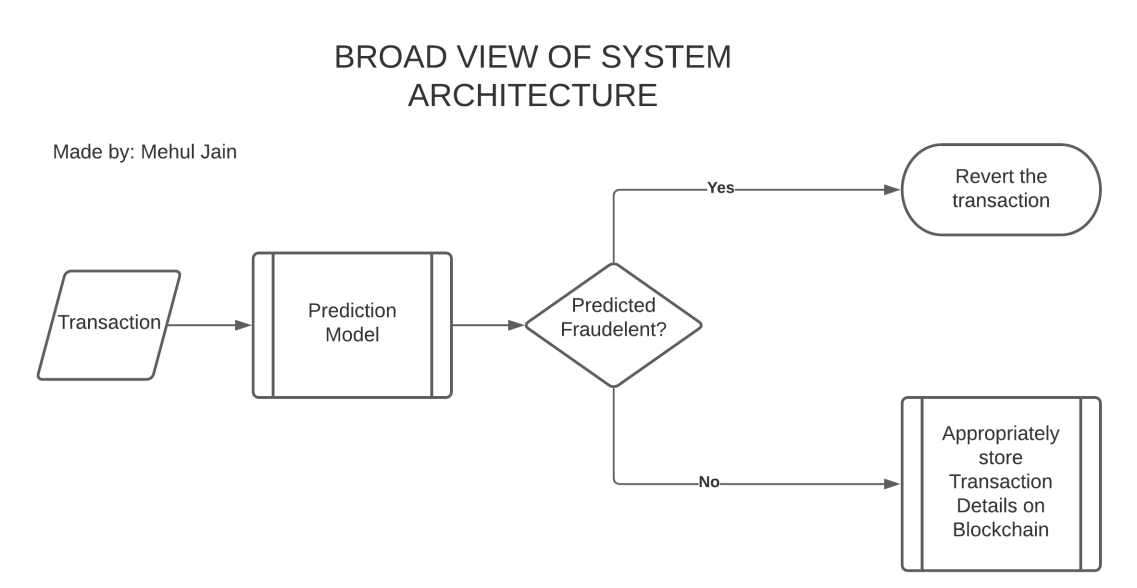 BROAD VIEW OF SYSTEM
ARCHITECTURE
Made by: Mehul Jain
Transaction
Prediction
Model
Predicted
Fraudelent?
Yes
Revert the
transaction
No
Appropriately
store
Transaction
Details on
Blockchain